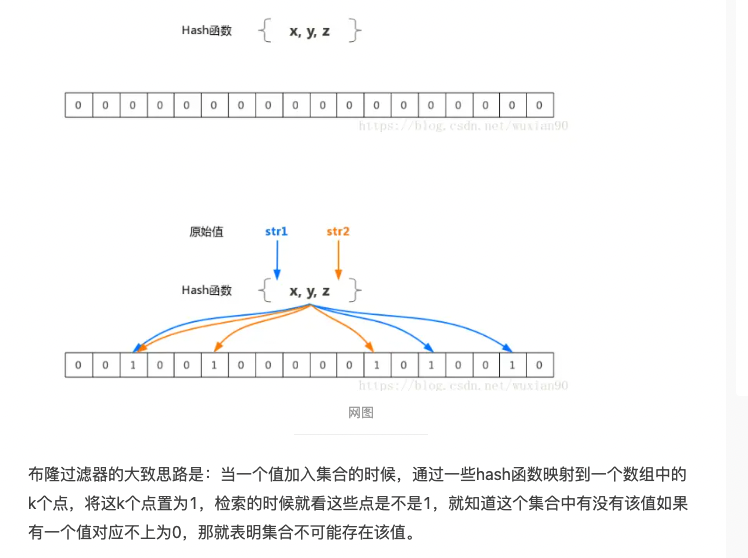 Hash函数 { x, y, z }
0 0 0 0 0 0 0 0 0 0 0 0 0 0 0 0 0 0
https://blog.csdn.net/wuxian90
原始值 str1 str2
Hash函数 { x, y, z }
0 0 1 0 0 1 0 0 0 0 0 1 0 1 0 0 1 0
https://blog.csdn.net/wuxian90
网图
布隆过滤器的大致思路是：当一个值加入集合的时候，通过一些hash函数映射到一个数组中的
k个点，将这k个点置为1，检索的时候就看这些点是不是1，就知道这个集合中有没有该值如果
有一个值对应不上为0，那就表明集合不可能存在该值。